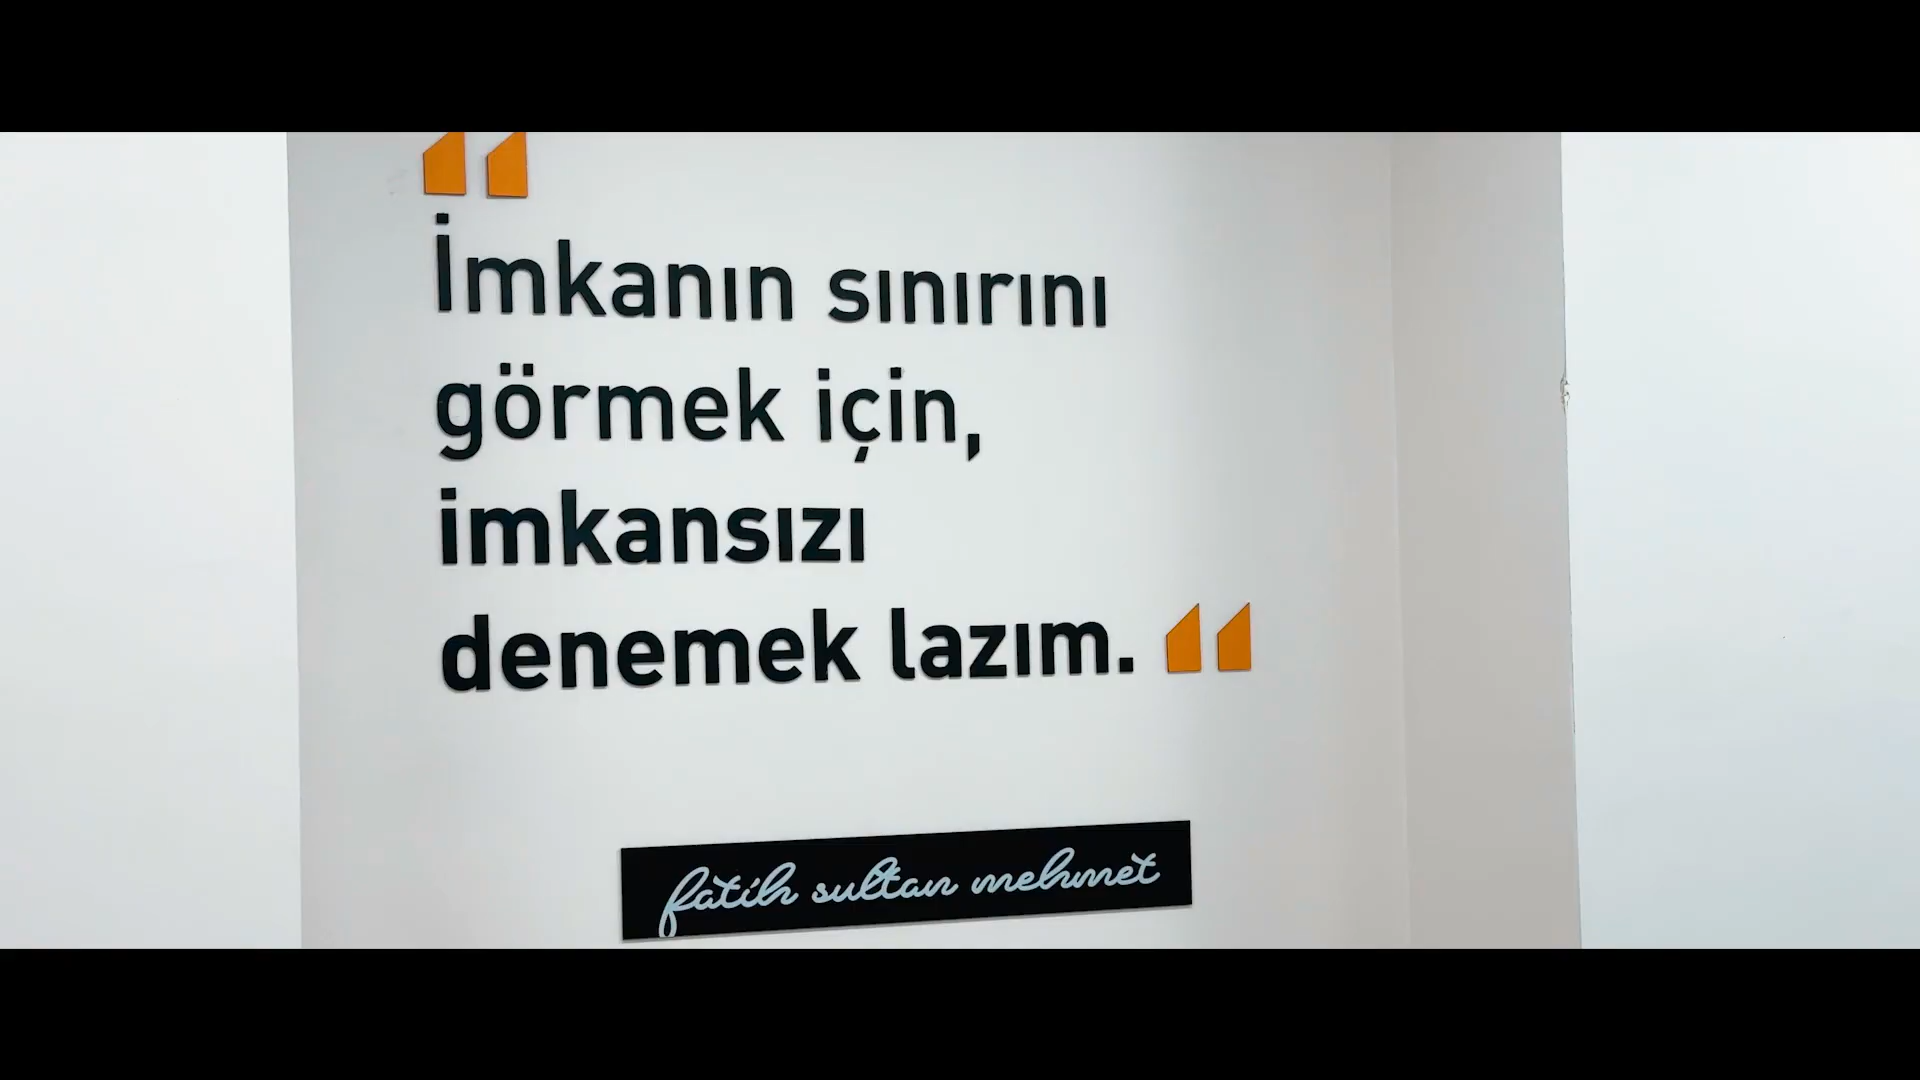 “
İmkanın sınırını
görmek için,
imkansızı
denemek lazım. “
fatih sultan mehmet